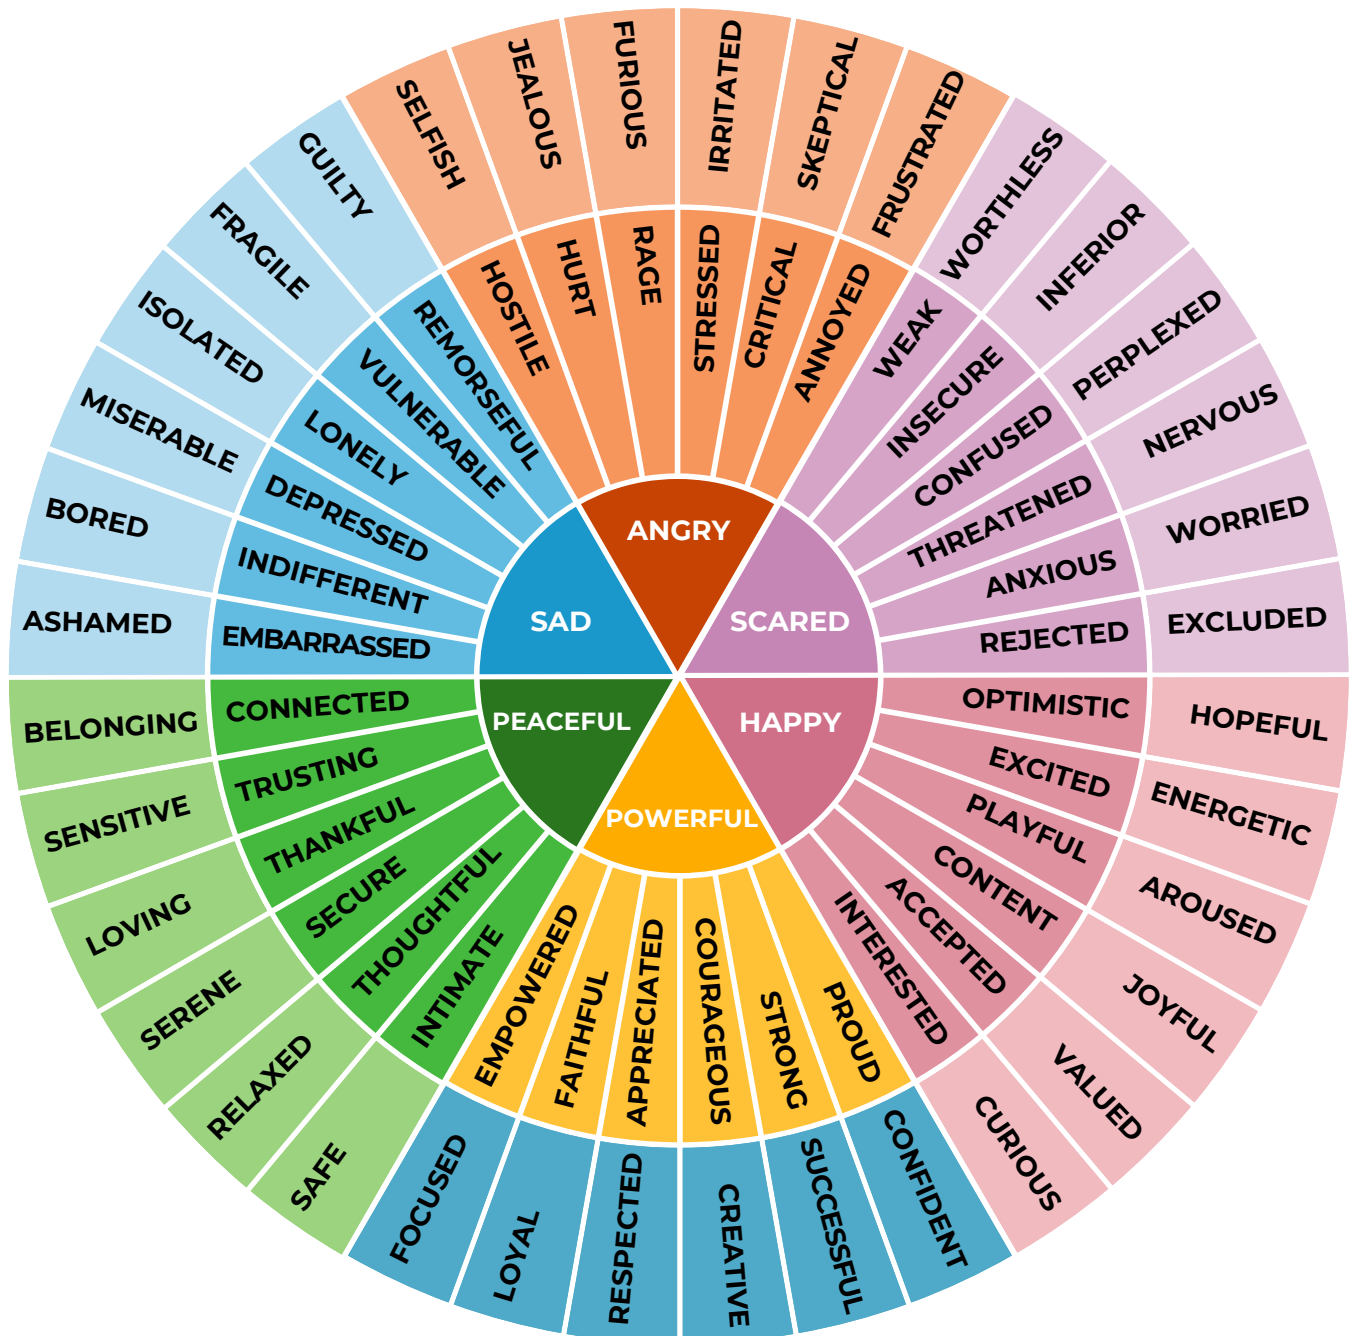 ANGRY
SCARED
HAPPY
POWERFUL
PEACEFUL
SAD
HOSTILE
HURT
RAGE
STRESSED
CRITICAL
ANNOYED
WEAK
INSECURE
CONFUSED
THREATENED
ANXIOUS
REJECTED
OPTIMISTIC
EXCITED
PLAYFUL
CONTENT
ACCEPTED
INTERESTED
PROUD
STRONG
COURAGEOUS
APPRECIATED
FAITHFUL
EMPOWERED
INTIMATE
THOUGHTFUL
SECURE
THANKFUL
TRUSTING
CONNECTED
EMBARRASSED
INDIFFERENT
DEPRESSED
LONELY
VULNERABLE
REMORSEFUL
SELFISH
JEALOUS
FURIOUS
IRRITATED
SKEPTICAL
FRUSTRATED
WORTHLESS
INFERIOR
PERPLEXED
NERVOUS
WORRIED
EXCLUDED
HOPEFUL
ENERGETIC
AROUSED
JOYFUL
VALUED
CURIOUS
CONFIDENT
SUCCESSFUL
CREATIVE
RESPECTED
LOYAL
FOCUSED
SAFE
RELAXED
SERENE
LOVING
SENSITIVE
BELONGING
ASHAMED
BORED
MISERABLE
ISOLATED
FRAGILE
GUILTY